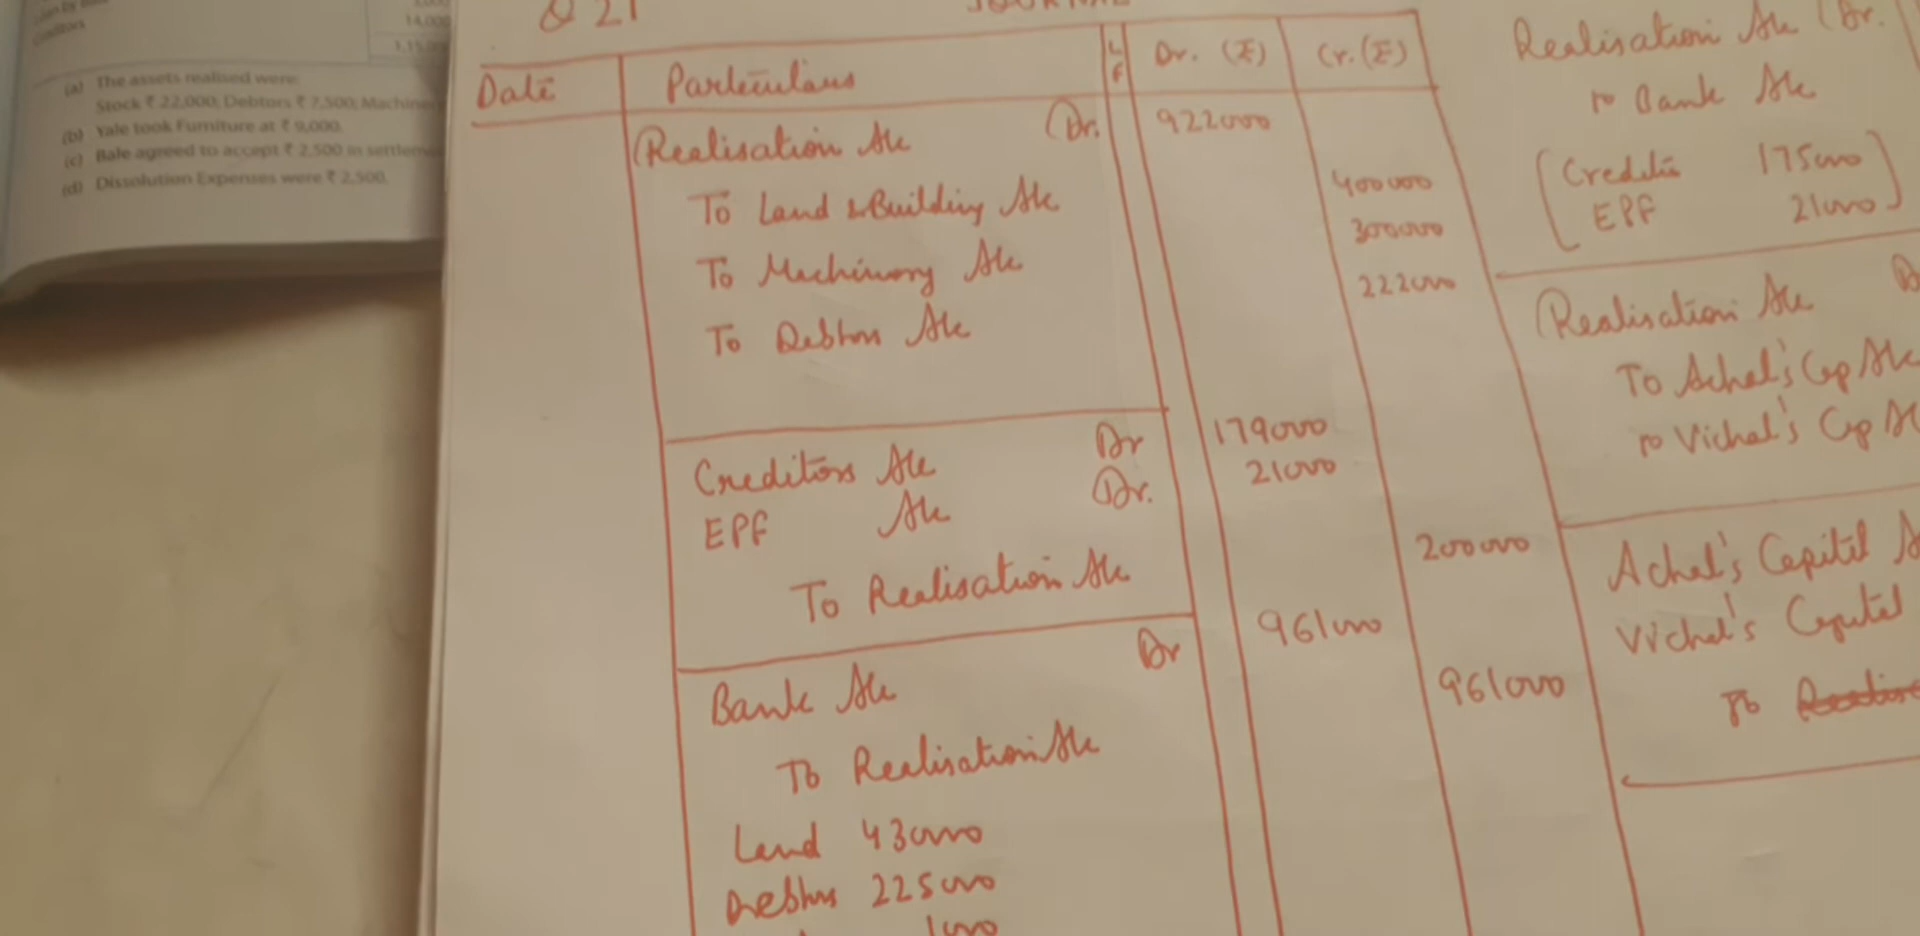 14,000
(a) The assets realised were:
Stock ₹ 22,000; Debtors ₹ 7,500;
(b) Yale took Furniture at ₹ 9,000.
(c) Bale agreed to accept ₹ 2,500 in
(d) Dissolution Expenses were ₹ 2,500.
Q 21
JOURNAL
Date Particulars LF Dr. (₹) Cr. (₹)
Realisation A/c Dr. 922000
To Land & Building A/c 400000
To Machinery A/c 300000
To Debtors A/c 222000
Creditors A/c Dr 179000
EPF A/c Dr. 21000
To Realisation A/c 200000
Bank A/c Dr 961000
To Realisation A/c 961000
Land 430000
Debtors 225000
Realisation A/c Dr.
To Bank A/c
Creditors 175000
EPF 21000
Realisation A/c
To Achal's Cap A/c
To Vichal's Cap A/c
Achal's Capital
Vichal's Capital
To